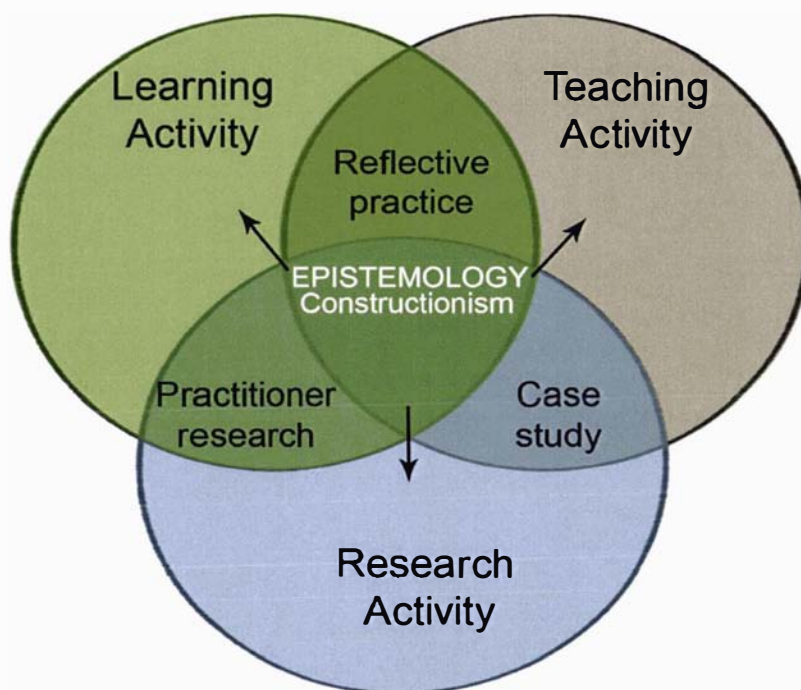 Learning
Activity
Teaching
Activity
Reflective
practice
EPISTEMOLOGY
Constructionism
Practitioner
research
Case
study
Research
Activity